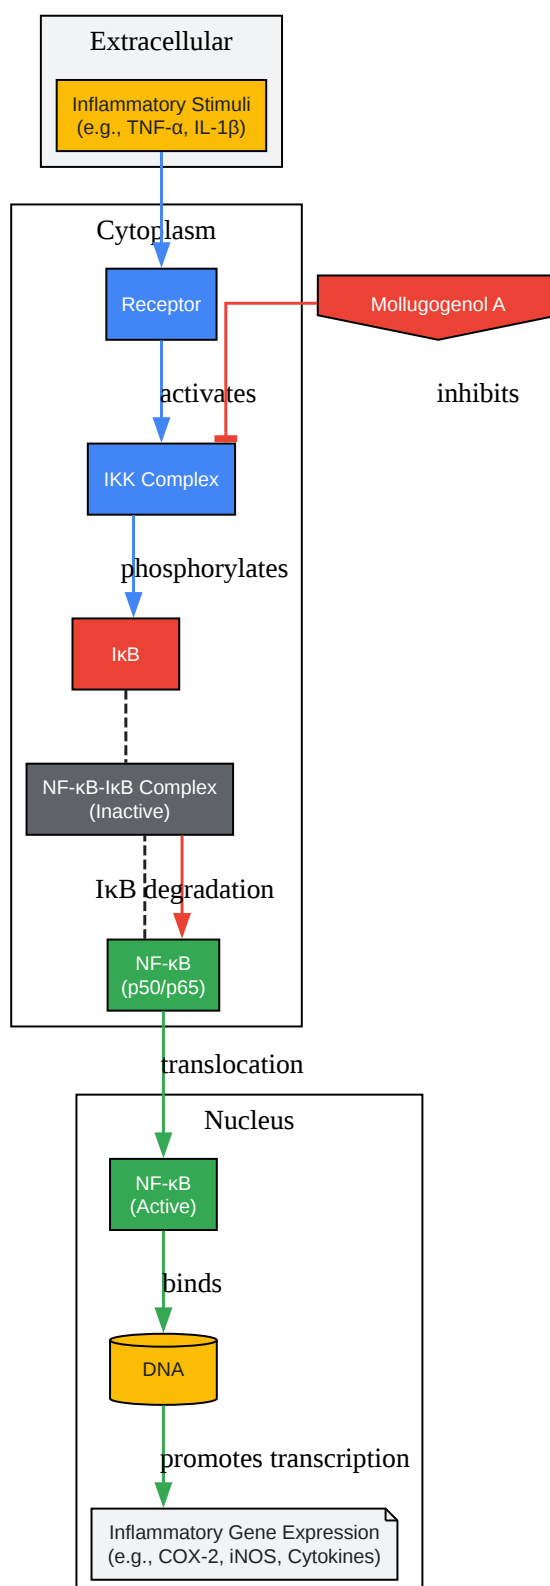 Extracellular
Inflammatory Stimuli
(e.g., TNF-α, IL-1β)
Cytoplasm
Receptor
Mollugogenol A
activates
inhibits
IKK Complex
phosphorylates
IκB
NF-κB-IκB Complex
(Inactive)
IκB degradation
NF-κB
(p50/p65)
translocation
Nucleus
NF-κB
(Active)
binds
DNA
promotes transcription
Inflammatory Gene Expression
(e.g., COX-2, iNOS, Cytokines)